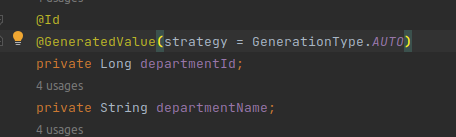 @Id
@GeneratedValue(strategy = GenerationType.AUTO)
private Long departmentId;
4 usages
private String departmentName;
4 usages